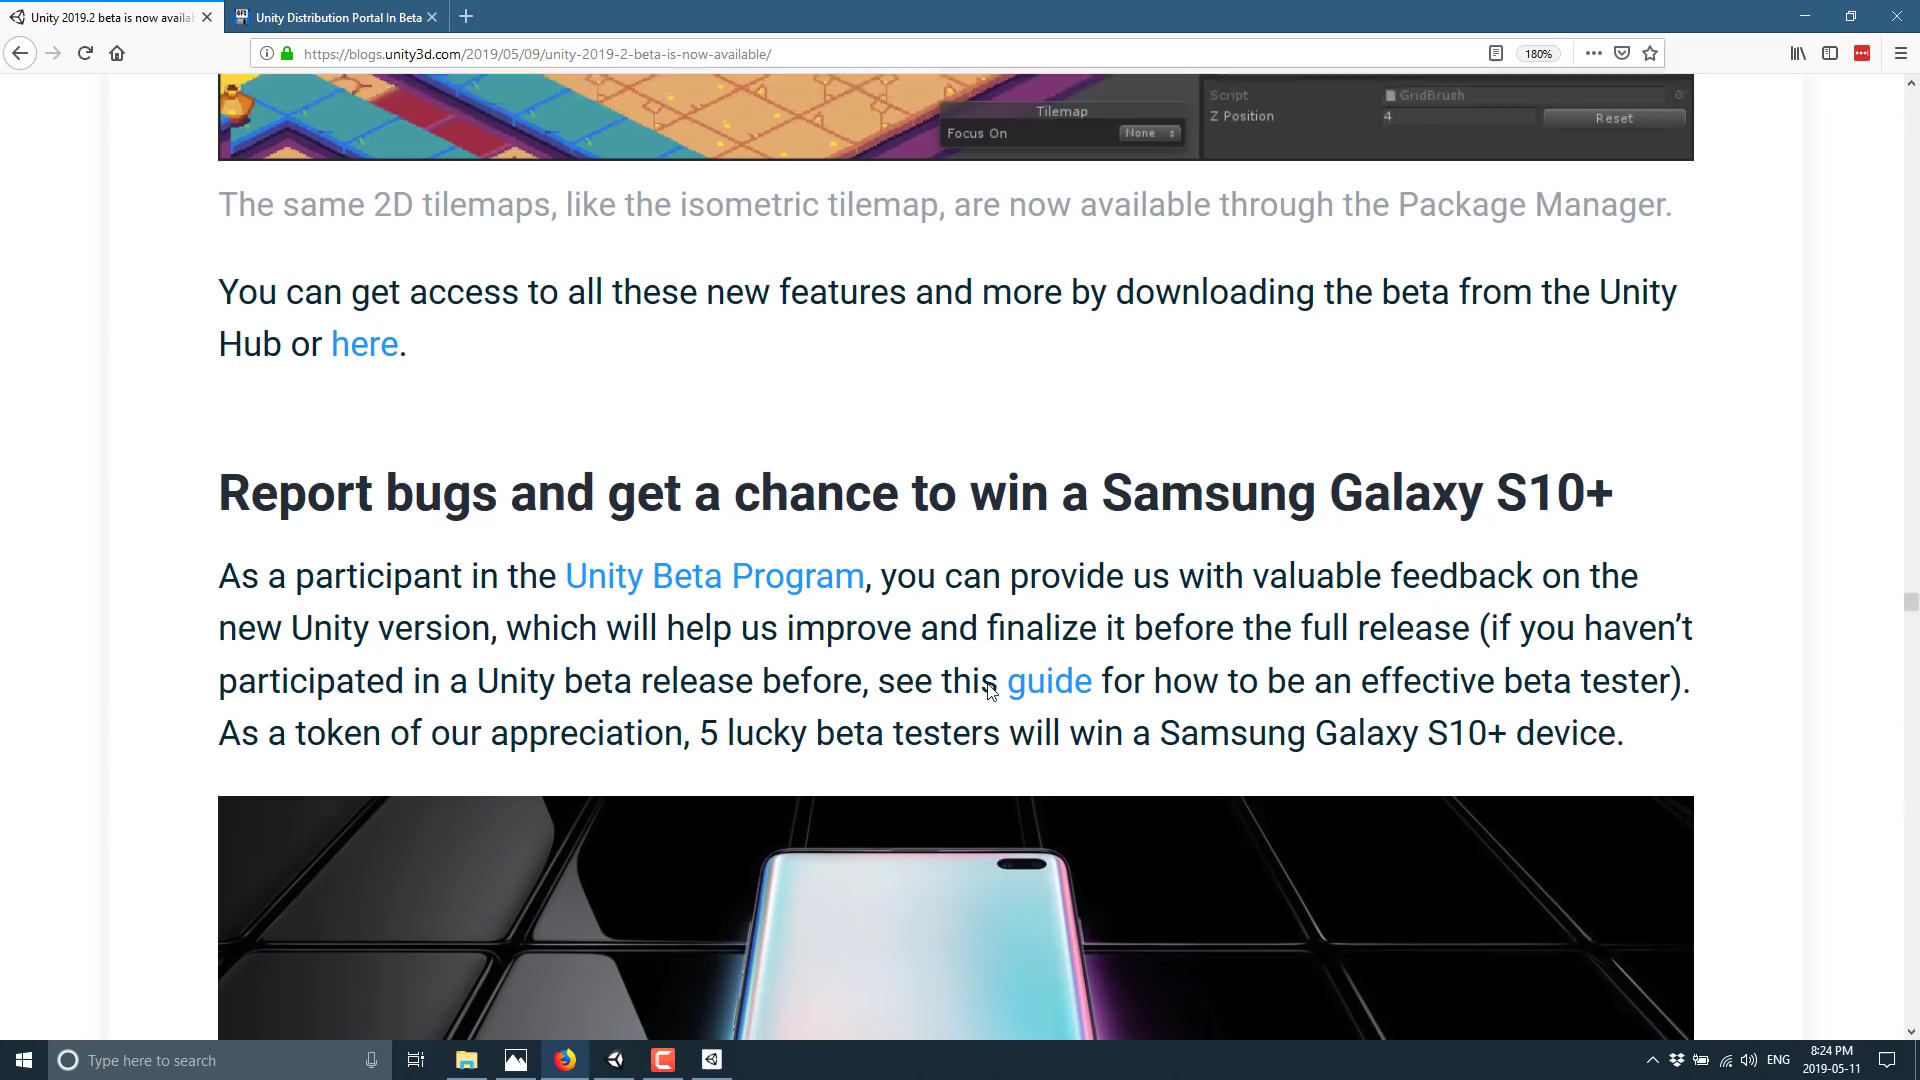 Unity 2019.2 beta is now availa
Unity Distribution Portal In Beta
https://blogs.unity3d.com/2019/05/09/unity-2019-2-beta-is-now-available/
180%
Tilemap
Focus On
None
Script
GridBrush
Z Position
4
Reset
The same 2D tilemaps, like the isometric tilemap, are now available through the Package Manager.
You can get access to all these new features and more by downloading the beta from the Unity
Hub or here.
Report bugs and get a chance to win a Samsung Galaxy S10+
As a participant in the Unity Beta Program, you can provide us with valuable feedback on the
new Unity version, which will help us improve and finalize it before the full release (if you haven’t
participated in a Unity beta release before, see this guide for how to be an effective beta tester).
As a token of our appreciation, 5 lucky beta testers will win a Samsung Galaxy S10+ device.
Type here to search
ENG
8:24 PM
2019-05-11